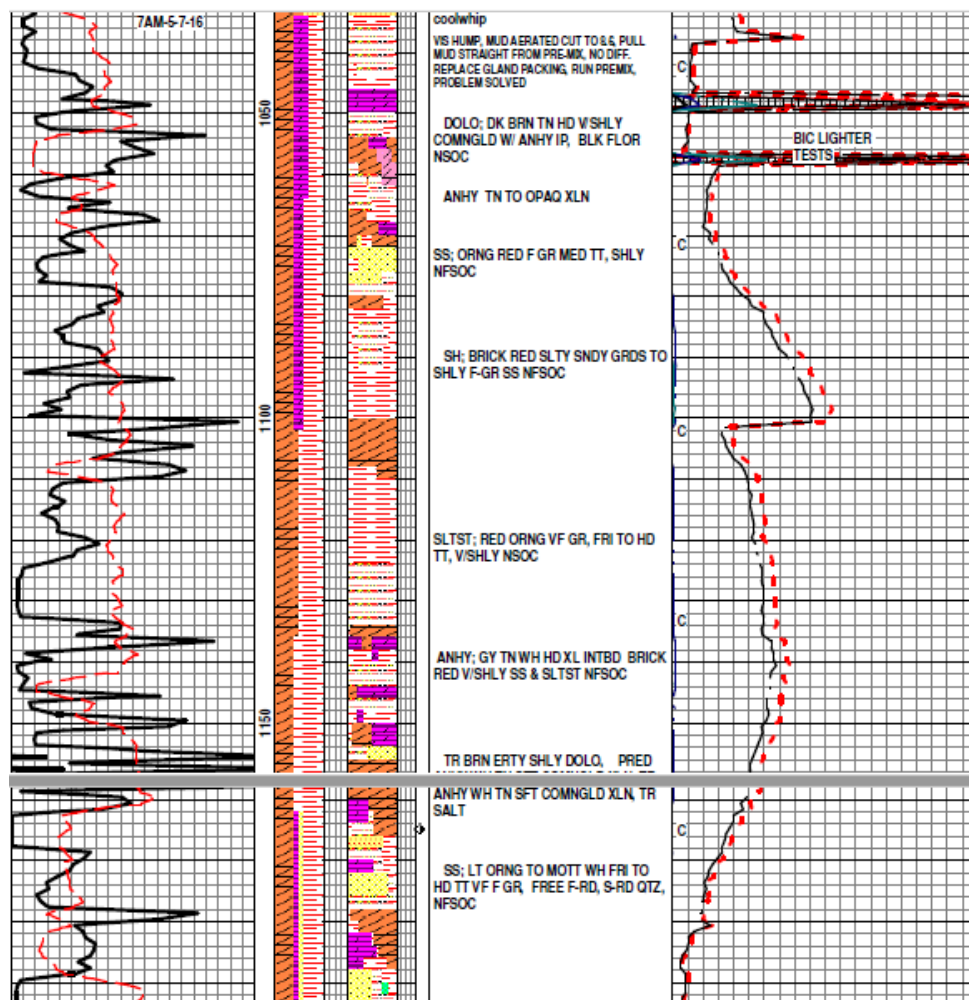 7AM-5-7-16
coolwhip
VIS HUMP, MUD AERATED CUT TO 8.6, PULL
MUD STRAIGHT FROM PRE-MIX, NO DIFF.
REPLACE GLAND PACKING, RUN PREMIX,
PROBLEM SOLVED
C
1050
DOLO; DK BRN TN HD V/SHLY
COMNGLD W/ ANHY IP, BLK FLOR
NSOC
BIC LIGHTER
TESTS
ANHY TN TO OPAQ XLN
C
SS; ORNG RED F GR MED TT, SHLY
NFSOC
SH; BRICK RED SLTY SNDY GRDS TO
SHLY F-GR SS NFSOC
1100
C
SLTST; RED ORNG VF GR, FRI TO HD
TT, V/SHLY NSOC
C
ANHY; GY TN WH HD XL INTBD BRICK
RED V/SHLY SS & SLTST NFSOC
1150
TR BRN ERTY SHLY DOLO, PRED
ANHY WH TN SFT COMNGLD XLN, TR
SALT
C
SS; LT ORNG TO MOTT WH FRI TO
HD TT VF F GR, FREE F-RD, S-RD QTZ,
NFSOC